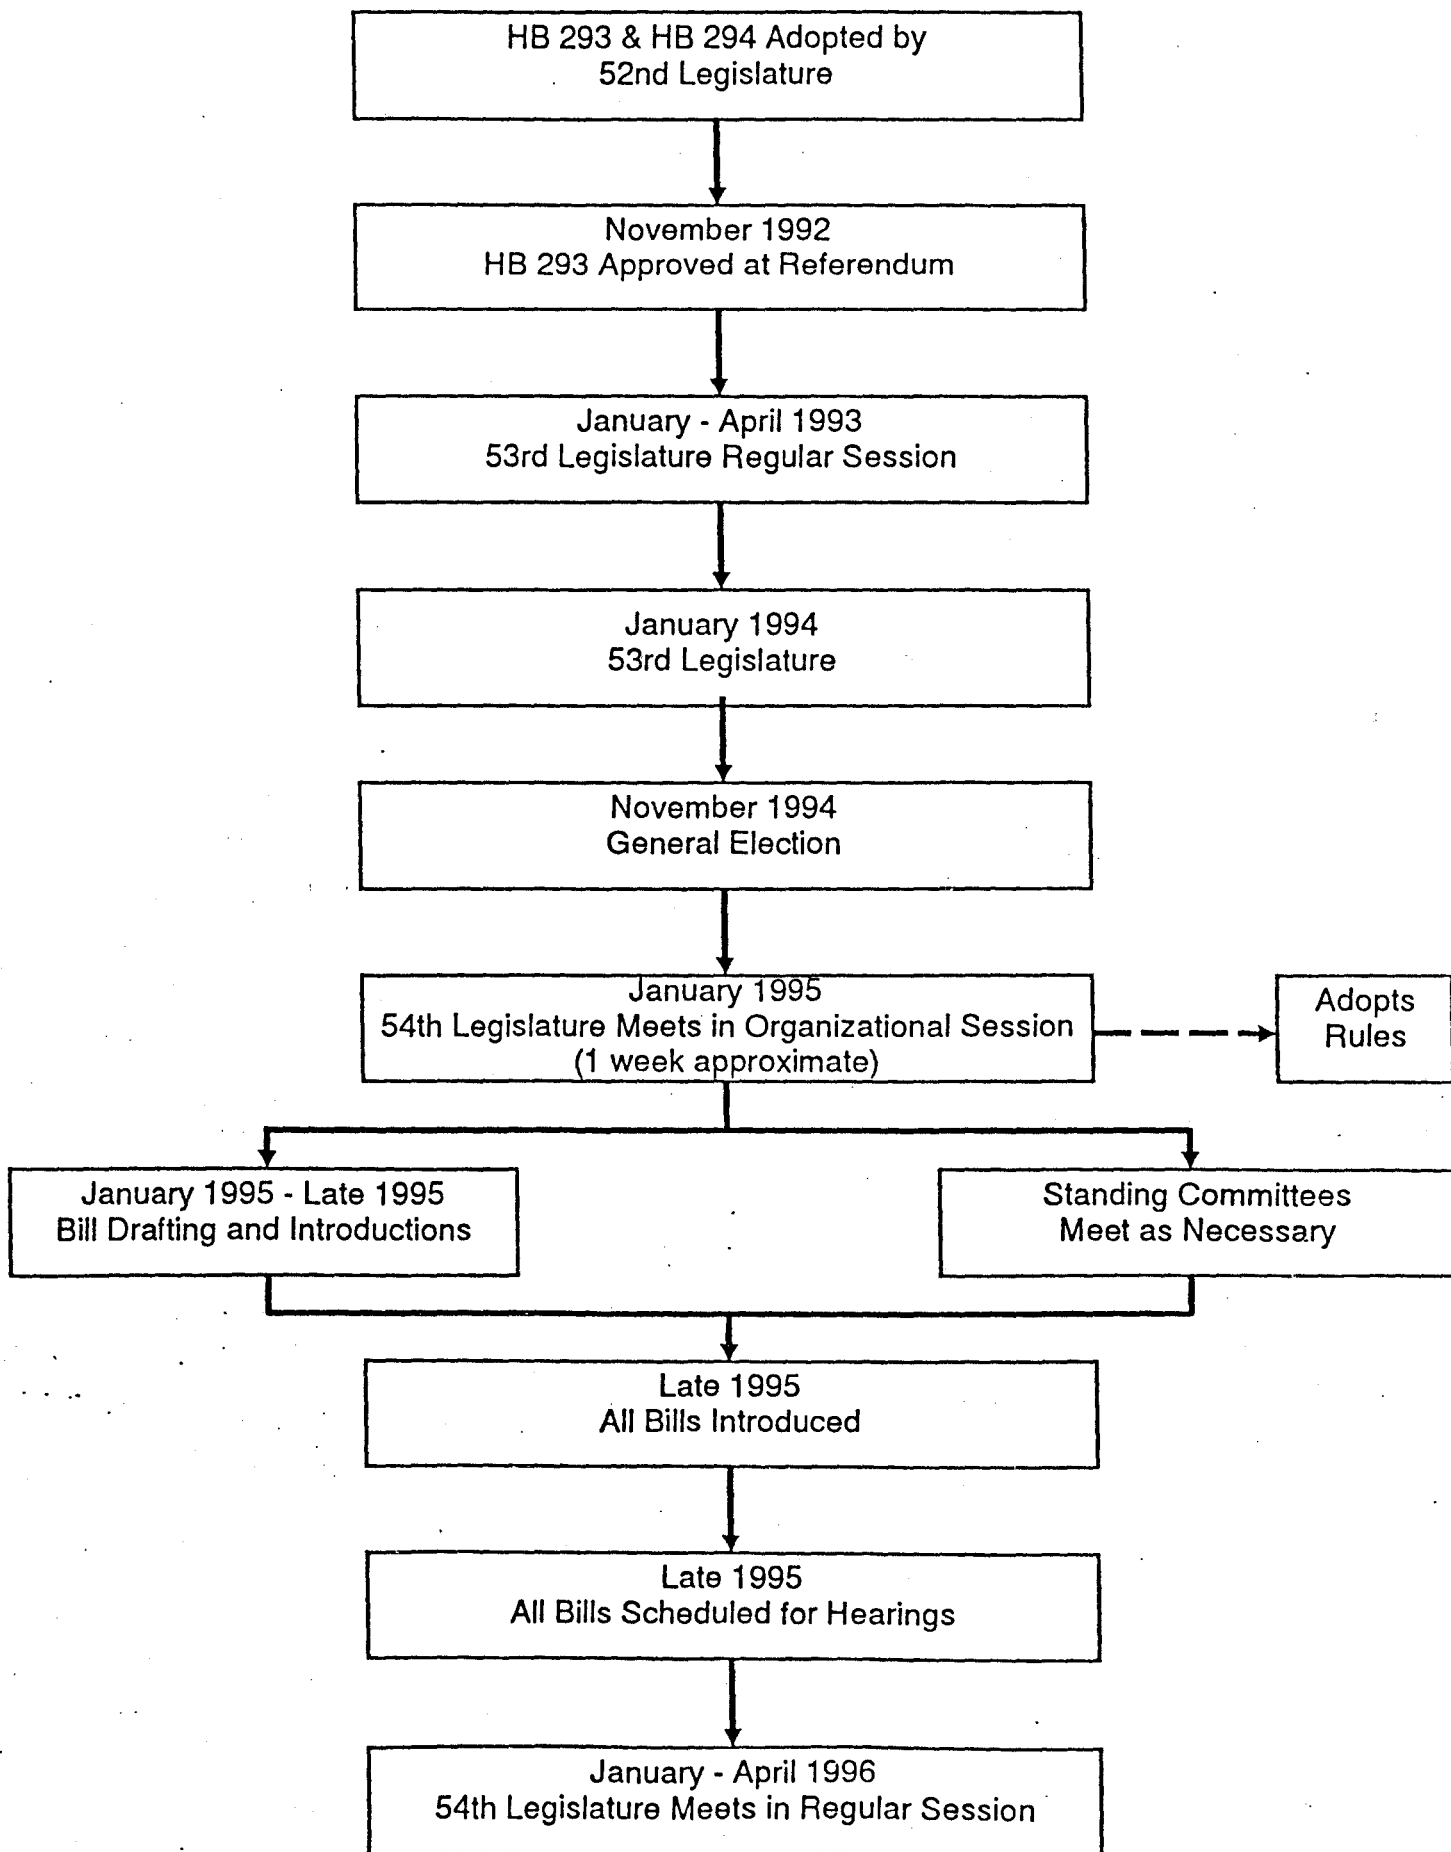 HB 293 & HB 294 Adopted by
52nd Legislature
November 1992
HB 293 Approved at Referendum
January - April 1993
53rd Legislature Regular Session
January 1994
53rd Legislature
November 1994
General Election
January 1995
54th Legislature Meets in Organizational Session
(1 week approximate)
Adopts
Rules
January 1995 - Late 1995
Bill Drafting and Introductions
Standing Committees
Meet as Necessary
Late 1995
All Bills Introduced
Late 1995
All Bills Scheduled for Hearings
January - April 1996
54th Legislature Meets in Regular Session